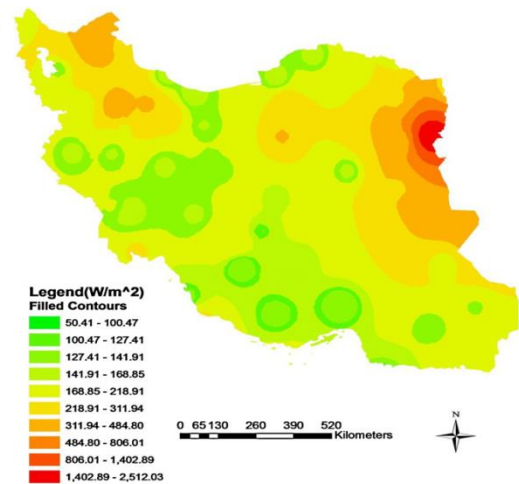 Legend(W/m^2)
Filled Contours
50.41 - 100.47
100.47 - 127.41
127.41 - 141.91
141.91 - 168.85
168.85 - 218.91
218.91 - 311.94
311.94 - 484.80
484.80 - 806.01
806.01 - 1,402.89
1,402.89 - 2,512.03
0 65 130 260 390 520
Kilometers
N